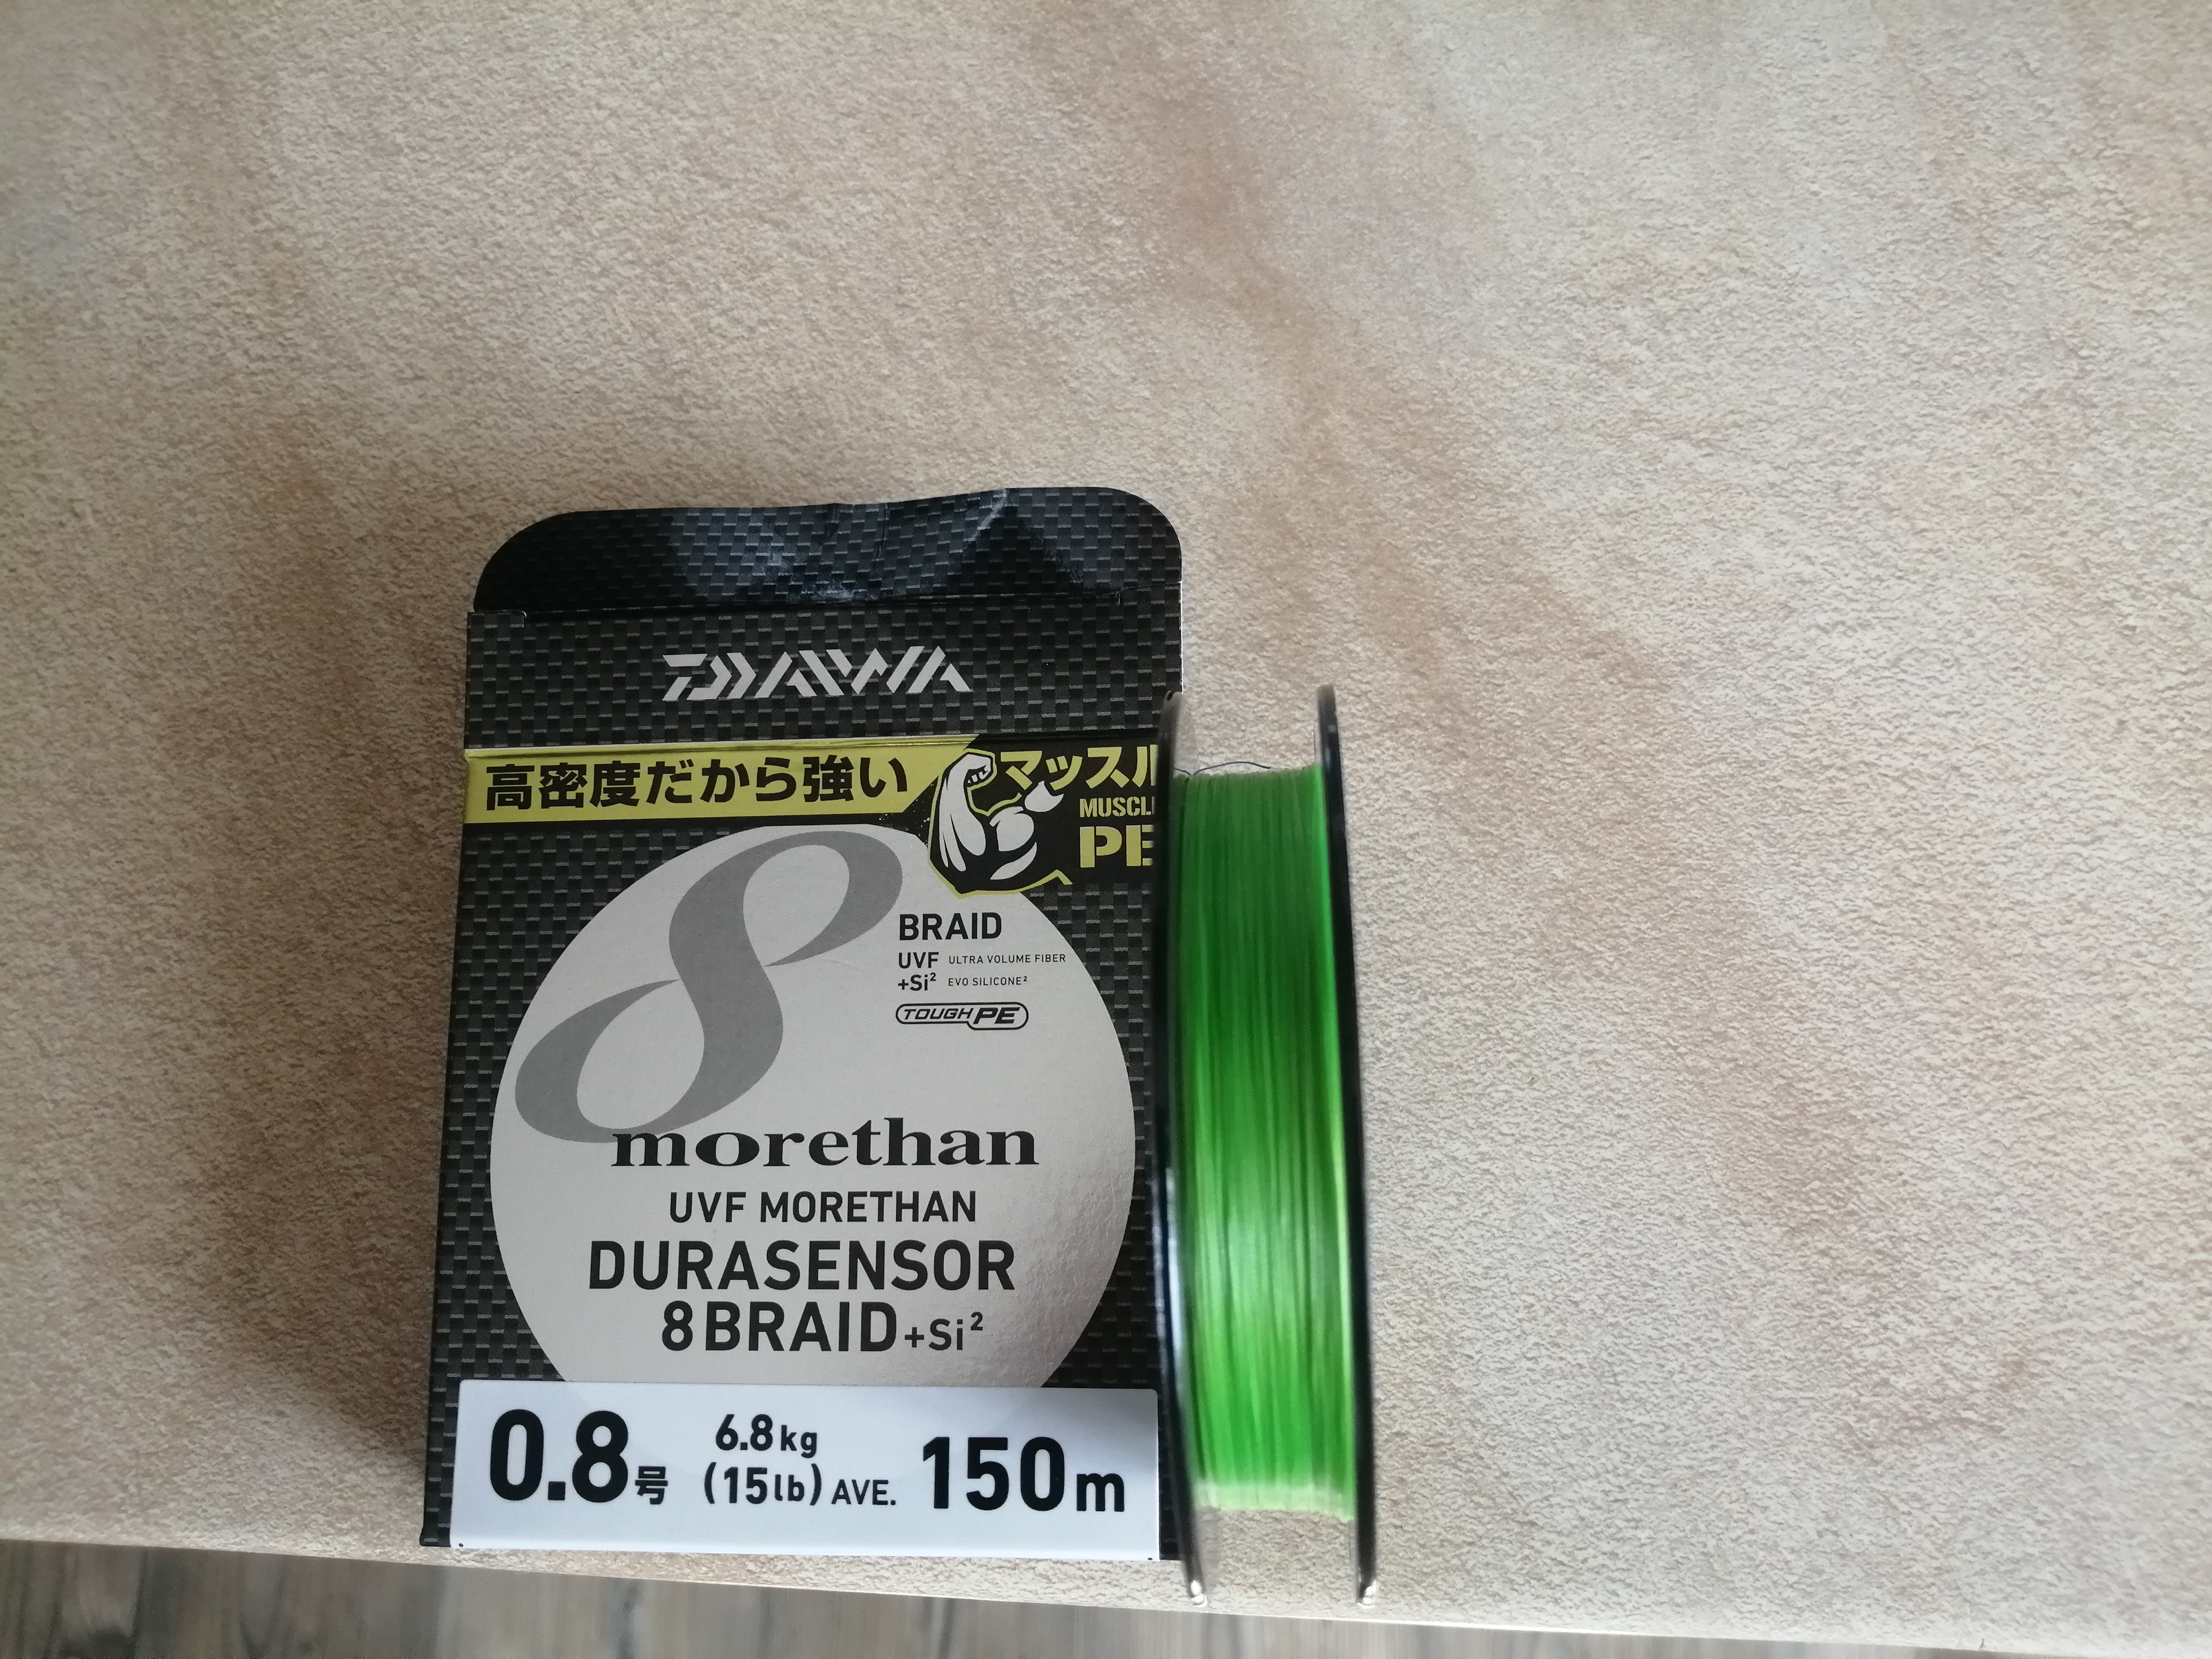 DAIWA
高密度だから強い
マッスル
MUSCLE
PE
8
BRAID
UVF ULTRA VOLUME FIBER
+Si² EVO SILICONE²
TOUGH PE
morethan
UVF MORETHAN
DURASENSOR
8BRAID+Si²
0.8号 6.8kg (15lb) AVE. 150m